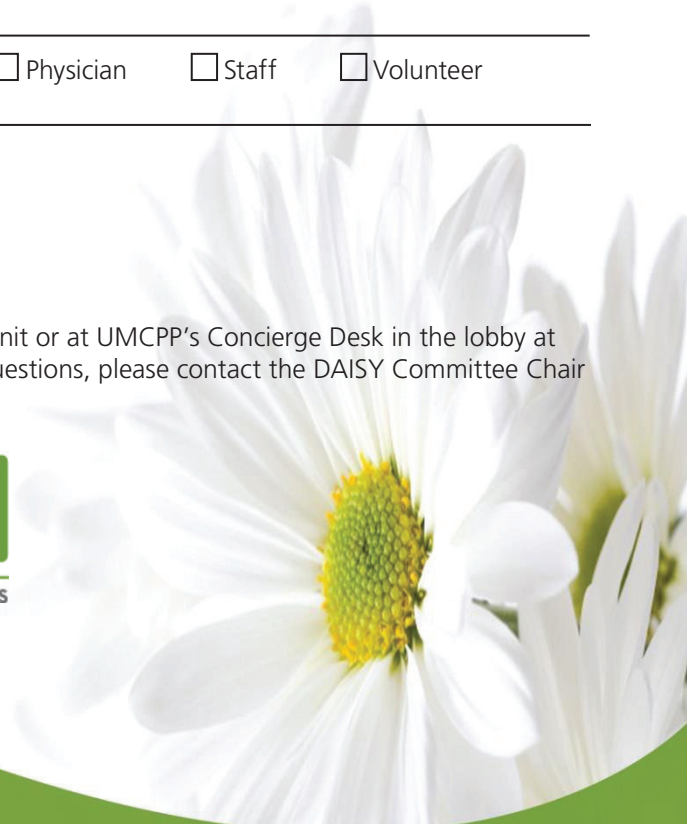 Physician Staff Volunteer
nit or at UMCPP’s Concierge Desk in the lobby at
uestions, please contact the DAISY Committee Chair
S